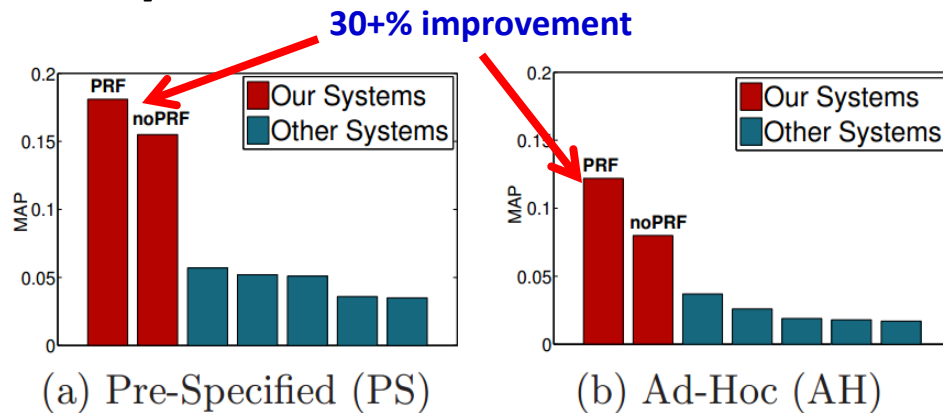 30+% improvement
0.2
0.15
0.1
0.05
0
MAP
PRF
noPRF
Our Systems
Other Systems
(a) Pre-Specified (PS)
0.2
0.1
0.05
0
MAP
PRF
noPRF
Our Systems
Other Systems
(b) Ad-Hoc (AH)